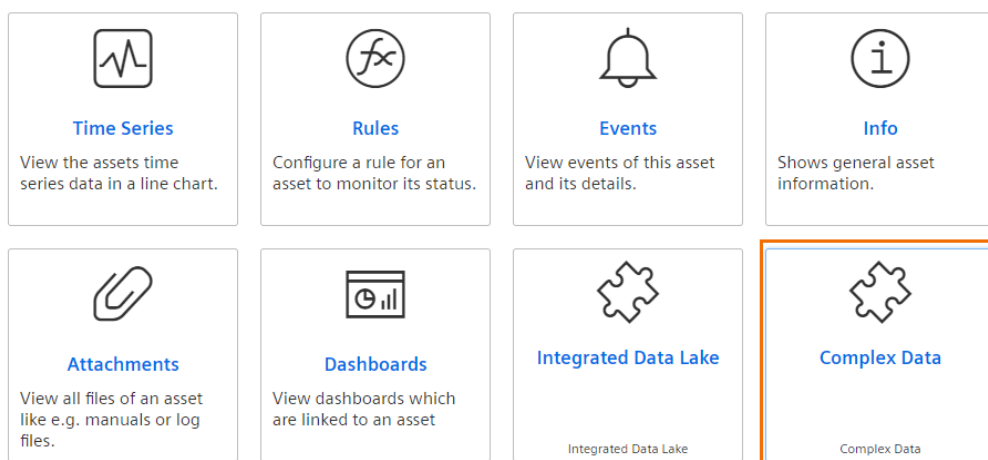 Time Series
View the assets time
series data in a line chart.
Rules
Configure a rule for an
asset to monitor its status.
Events
View events of this asset
and its details.
Info
Shows general asset
information.
Attachments
View all files of an asset
like e.g. manuals or log
files.
Dashboards
View dashboards which
are linked to an asset
Integrated Data Lake
Integrated Data Lake
Complex Data
Complex Data